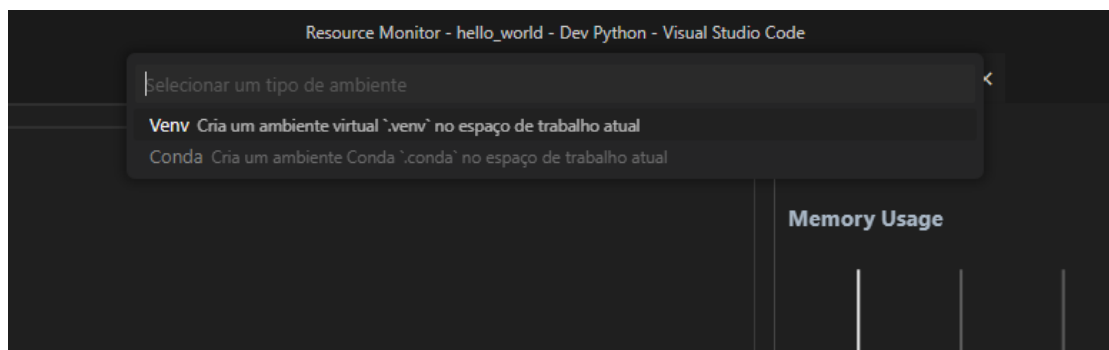 Resource Monitor - hello_world - Dev Python - Visual Studio Code
Selecionar um tipo de ambiente
Venv Cria um ambiente virtual `.venv` no espaço de trabalho atual
Conda Cria um ambiente Conda `.conda` no espaço de trabalho atual
Memory Usage